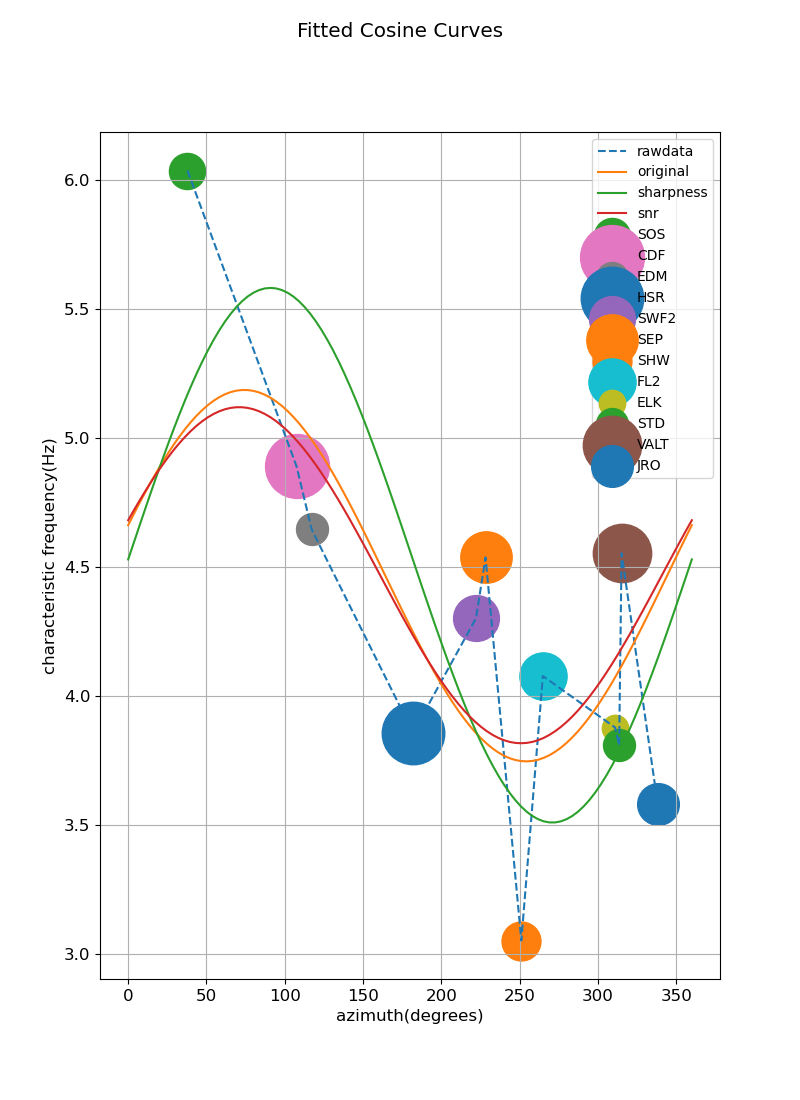 Fitted Cosine Curves
characteristic frequency(Hz)
6.0
5.5
5.0
4.5
4.0
3.5
3.0
rawdata
original
sharpness
snr
SOS
CDF
EDM
HSR
SWF2
SEP
SHW
FL2
ELK
STD
VALT
JRO
0 50 100 150 200 250 300 350
azimuth(degrees)